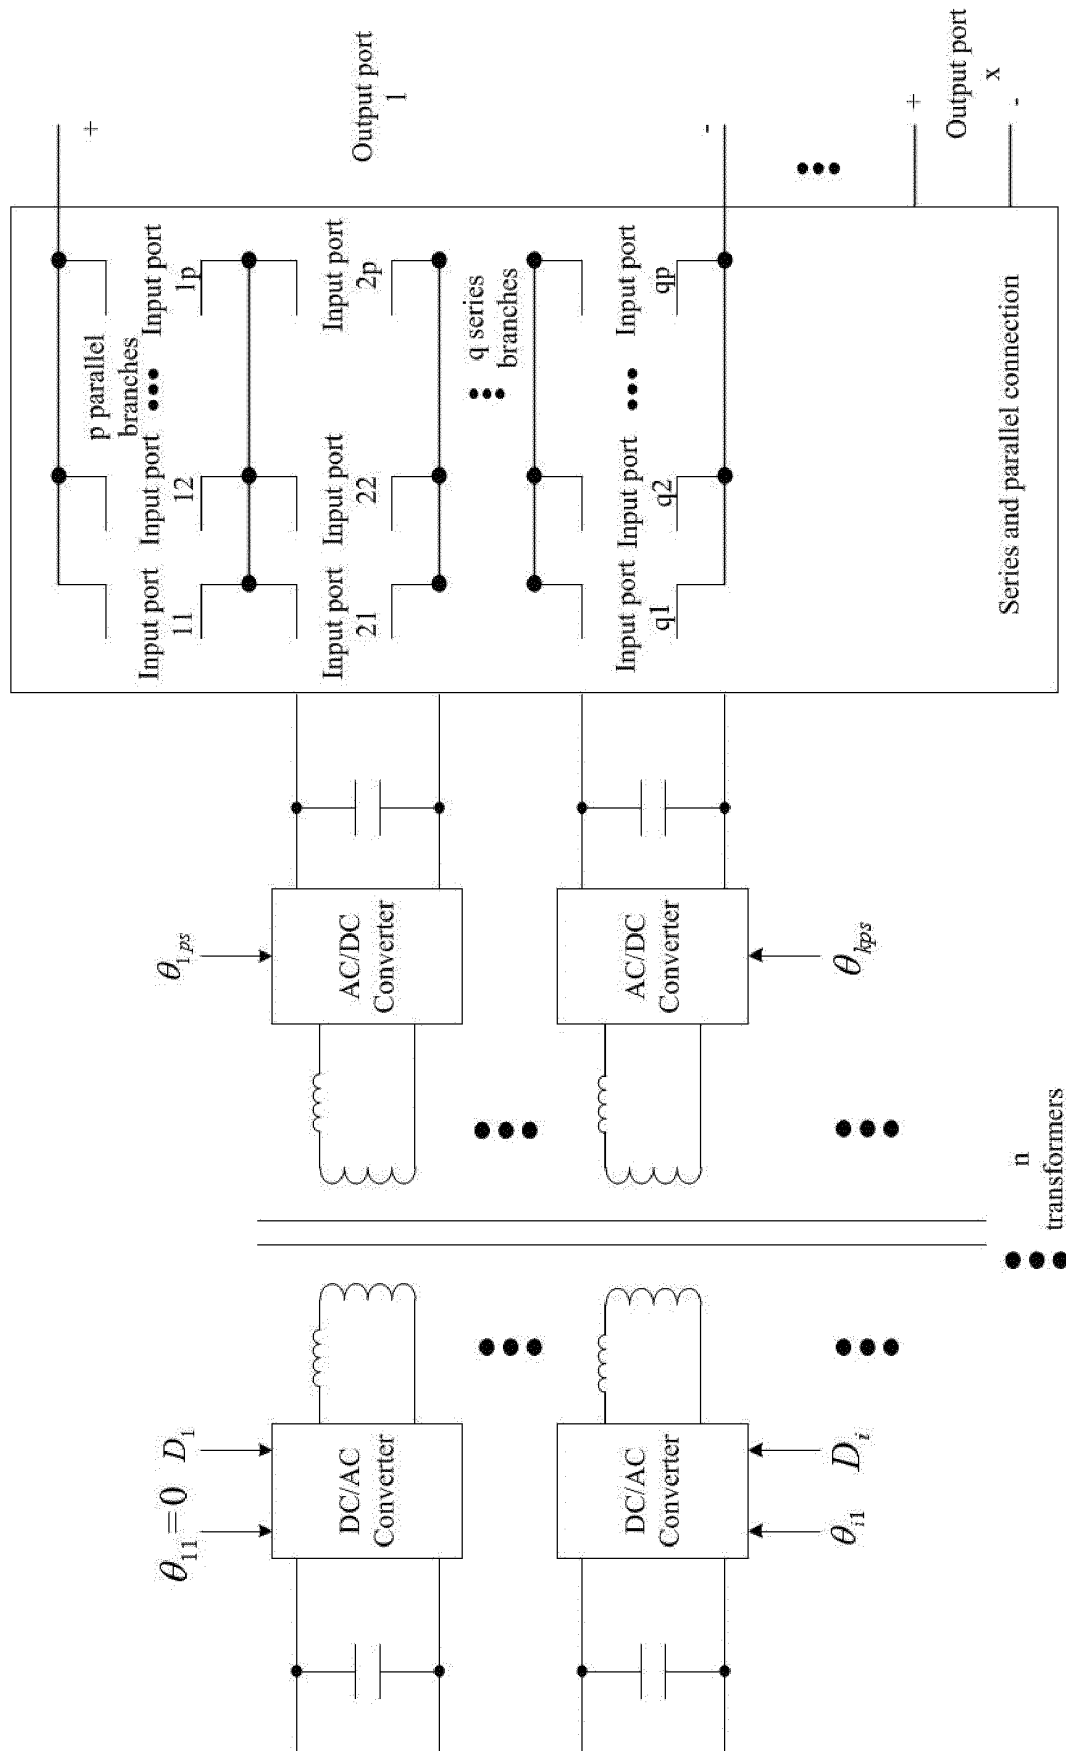 +
Output port
1
-
+
Output port
x
-
p parallel
branches
Input port
11
Input port
12
Input port
1p
Input port
21
Input port
22
Input port
2p
q series
branches
Input port
q1
Input port
q2
Input port
qp
Series and parallel connection
θ1ps
AC/DC
Converter
AC/DC
Converter
θkps
n
transformers
θ11=0 D1
DC/AC
Converter
DC/AC
Converter
θi1
Di